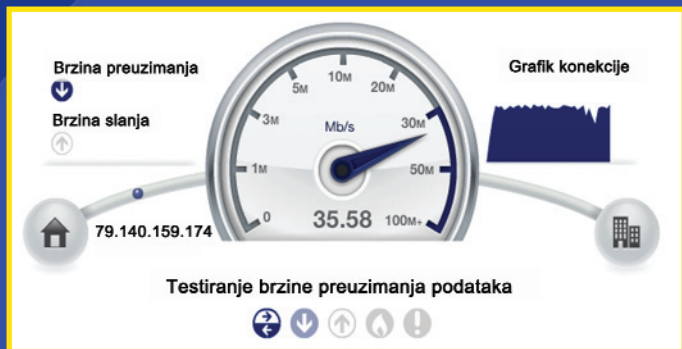 Brzina preuzimanja
Brzina slanja
Grafik konekcije
0
1M
3M
5M
10M
20M
30M
50M
100M+
Mb/s
35.58
79.140.159.174
Testiranje brzine preuzimanja podataka